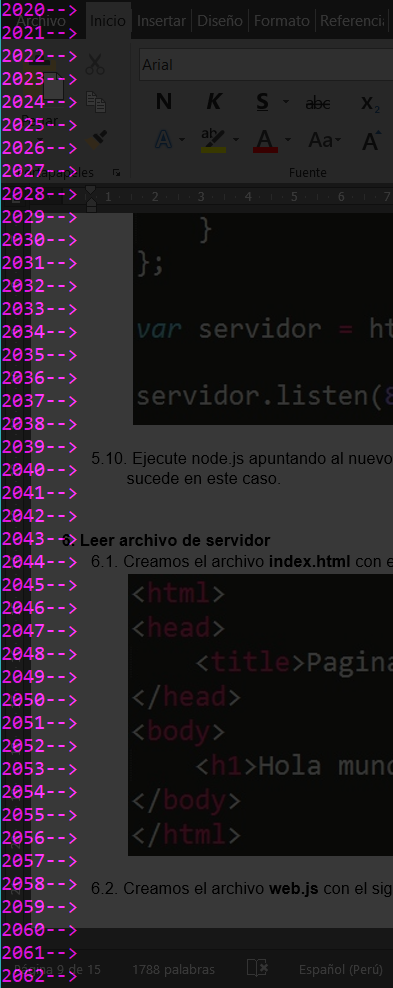 2020-->
2021-->
2022-->
2023-->
2024-->
2025-->
2026-->
2027-->
2028-->
2029-->
2030-->
2031-->
2032-->
2033-->
2034-->
2035-->
2036-->
2037-->
2038-->
2039-->
2040-->
2041-->
2042-->
2043-->
2044-->
2045-->
2046-->
2047-->
2048-->
2049-->
2050-->
2051-->
2052-->
2053-->
2054-->
2055-->
2056-->
2057-->
2058-->
2059-->
2060-->
2061-->
2062-->
Archivo Inicio Insertar Diseño Formato Referencia
Arial
N K S abc X₂
A ab A Aa A
Fuente
1 2 3 4 5 6 7
}
};
var servidor = ht
servidor.listen(8
5.10. Ejecute node.js apuntando al nuevo
sucede en este caso.
6. Leer archivo de servidor
6.1. Creamos el archivo index.html con e
<html>
<head>
<title>Pagina
</head>
<body>
<h1>Hola mund
</body>
</html>
6.2. Creamos el archivo web.js con el sig
Página 9 de 15 1788 palabras Español (Perú)